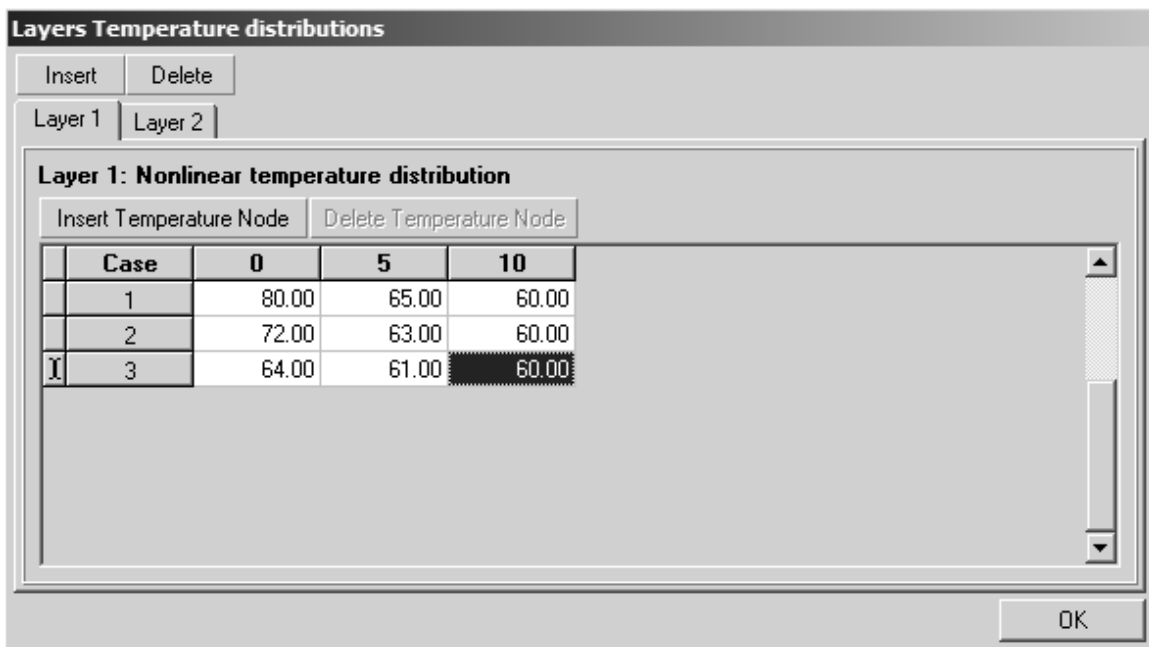 Layers Temperature distributions
Insert Delete
Layer 1 Layer 2
Layer 1: Nonlinear temperature distribution
Insert Temperature Node Delete Temperature Node
Case 0 5 10
1 80.00 65.00 60.00
2 72.00 63.00 60.00
3 64.00 61.00 60.00
OK